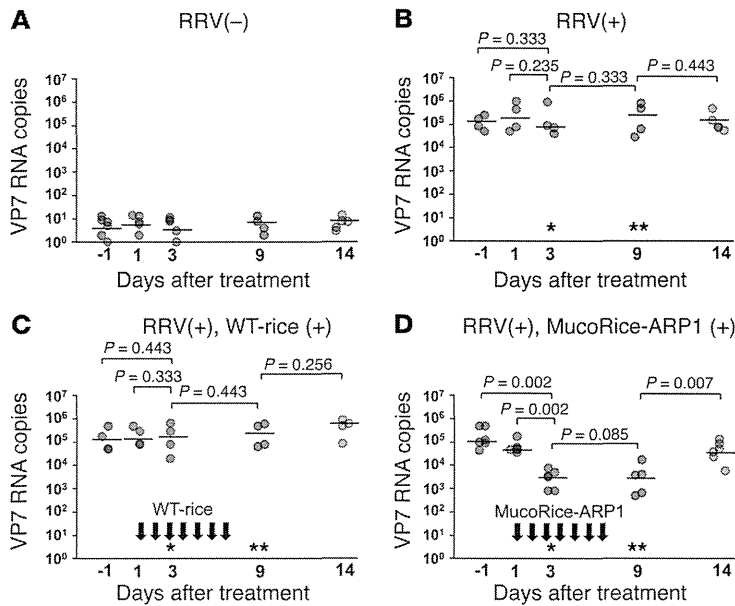 A
RRV(–)
VP7 RNA copies
10⁷
10⁶
10⁵
10⁴
10³
10²
10¹
10⁰
-1 1 3 9 14
Days after treatment
B
RRV(+)
P = 0.333
P = 0.235
P = 0.333
P = 0.443
VP7 RNA copies
10⁷
10⁶
10⁵
10⁴
10³
10²
10¹
10⁰
* **
-1 1 3 9 14
Days after treatment
C
RRV(+), WT-rice (+)
P = 0.443
P = 0.333
P = 0.443
P = 0.256
VP7 RNA copies
10⁷
10⁶
10⁵
10⁴
10³
10²
10¹
10⁰
WT-rice
* **
-1 1 3 9 14
Days after treatment
D
RRV(+), MucoRice-ARP1 (+)
P = 0.002
P = 0.002
P = 0.085
P = 0.007
VP7 RNA copies
10⁷
10⁶
10⁵
10⁴
10³
10²
10¹
10⁰
MucoRice-ARP1
* **
-1 1 3 9 14
Days after treatment